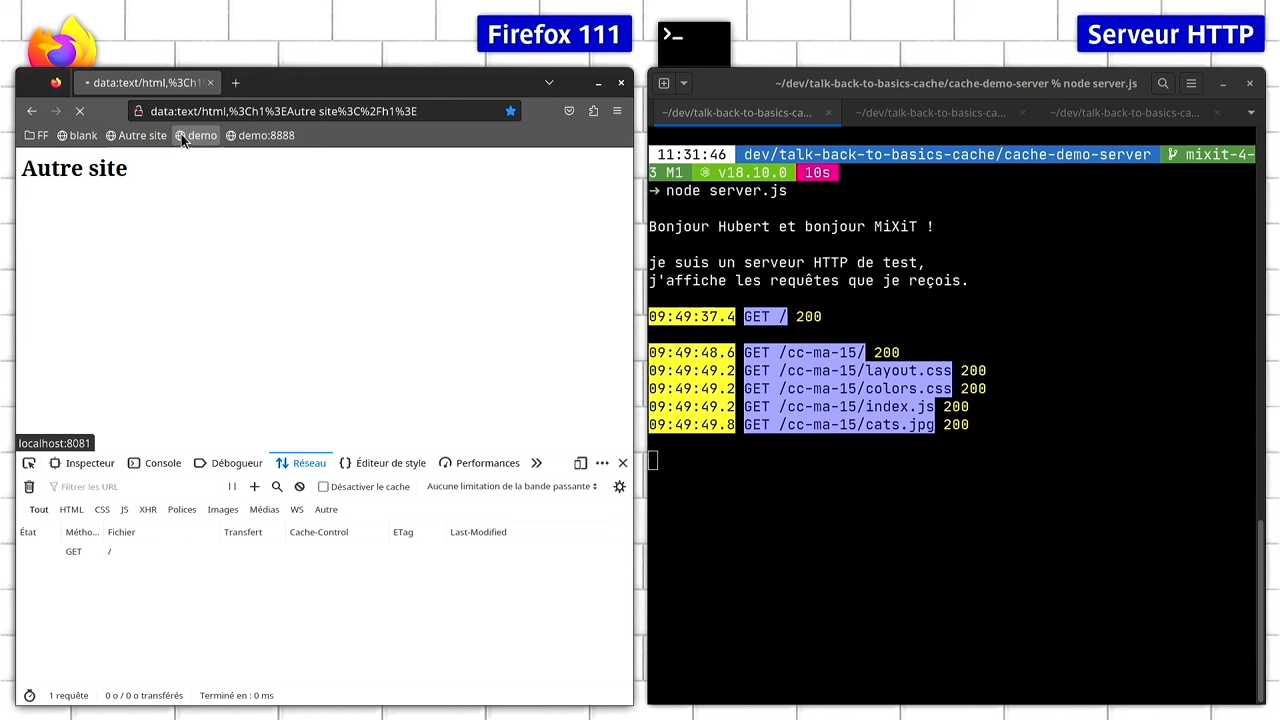 Firefox 111
data:text/html,%3Ch1
data:text/html,%3Ch1%3EAutre site%3C%2Fh1%3E
FF
blank
Autre site
demo
demo:8888
Autre site
localhost:8081
Inspecteur
Console
Débogueur
Réseau
Éditeur de style
Performances
Filtrer les URL
Désactiver le cache
Aucune limitation de la bande passante
Tout HTML CSS JS XHR Polices Images Médias WS Autre
État Métho... Fichier Transfert Cache-Control ETag Last-Modified
GET /
1 requête 0 o / 0 o transférés Terminé en : 0 ms
Serveur HTTP
~/dev/talk-back-to-basics-cache/cache-demo-server % node server.js
~/dev/talk-back-to-basics-ca...
~/dev/talk-back-to-basics-ca...
~/dev/talk-back-to-basics-ca...
11:31:46 dev/talk-back-to-basics-cache/cache-demo-server mixit-4-
3 M1 v18.10.0 10s
➜ node server.js
Bonjour Hubert et bonjour MiXiT !
je suis un serveur HTTP de test,
j'affiche les requêtes que je reçois.
09:49:37.4 GET / 200
09:49:48.6 GET /cc-ma-15/ 200
09:49:49.2 GET /cc-ma-15/layout.css 200
09:49:49.2 GET /cc-ma-15/colors.css 200
09:49:49.2 GET /cc-ma-15/index.js 200
09:49:49.8 GET /cc-ma-15/cats.jpg 200